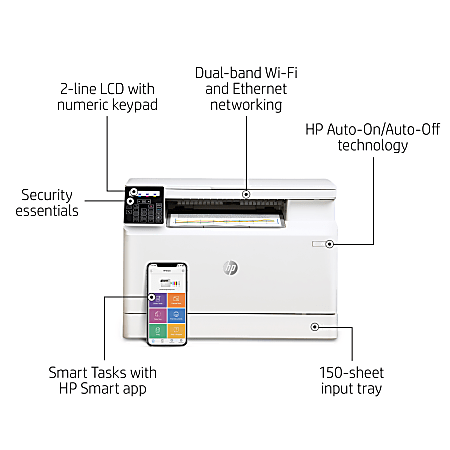 Dual-band Wi-Fi
and Ethernet
networking
2-line LCD with
numeric keypad
HP Auto-On/Auto-Off
technology
Security
essentials
hp
Smart Tasks with
HP Smart app
150-sheet
input tray